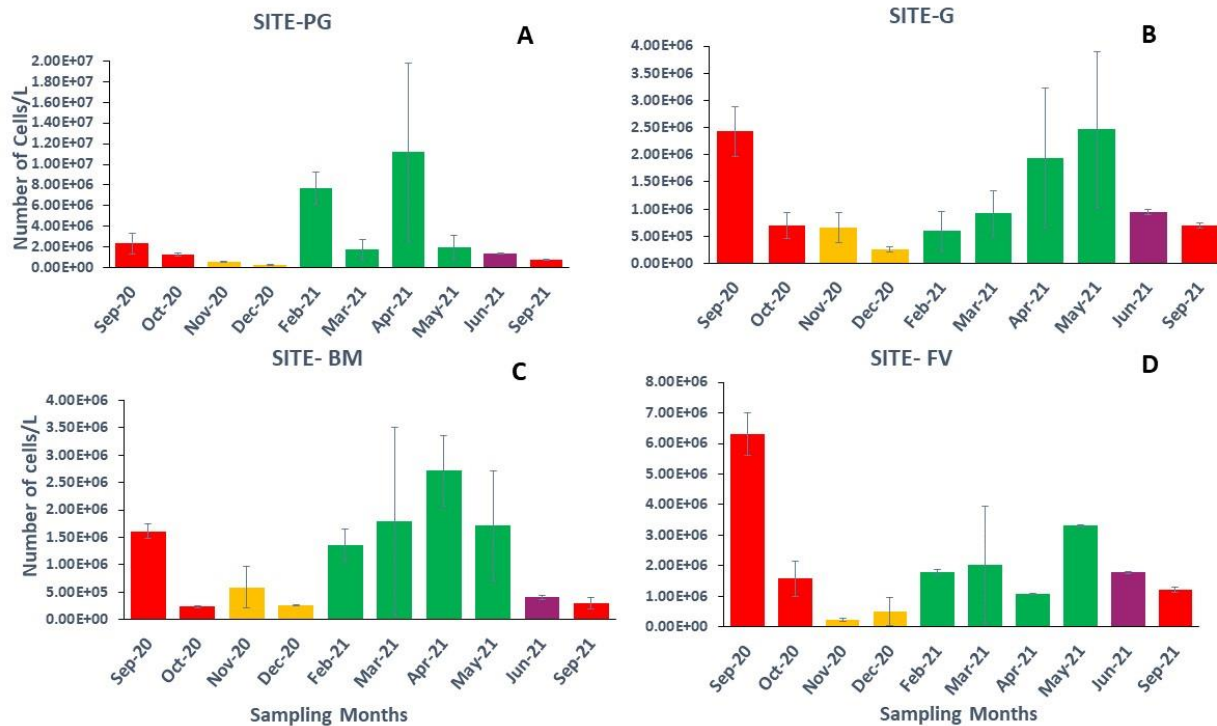 SITE-PG
A
Number of Cells/L
2.00E+07
1.80E+07
1.60E+07
1.40E+07
1.20E+07
1.00E+07
8.00E+06
6.00E+06
4.00E+06
2.00E+06
0.00E+00
Sep-20
Oct-20
Nov-20
Dec-20
Feb-21
Mar-21
Apr-21
May-21
Jun-21
Sep-21
SITE-G
B
4.00E+06
3.50E+06
3.00E+06
2.50E+06
2.00E+06
1.50E+06
1.00E+06
5.00E+05
0.00E+00
Sep-20
Oct-20
Nov-20
Dec-20
Feb-21
Mar-21
Apr-21
May-21
Jun-21
Sep-21
SITE- BM
C
Number of cells/L
4.00E+06
3.50E+06
3.00E+06
2.50E+06
2.00E+06
1.50E+06
1.00E+06
5.00E+05
0.00E+00
Sep-20
Oct-20
Nov-20
Dec-20
Feb-21
Mar-21
Apr-21
May-21
Jun-21
Sep-21
Sampling Months
SITE- FV
D
8.00E+06
7.00E+06
6.00E+06
5.00E+06
4.00E+06
3.00E+06
2.00E+06
1.00E+06
0.00E+00
Sep-20
Oct-20
Nov-20
Dec-20
Feb-21
Mar-21
Apr-21
May-21
Jun-21
Sep-21
Sampling Months